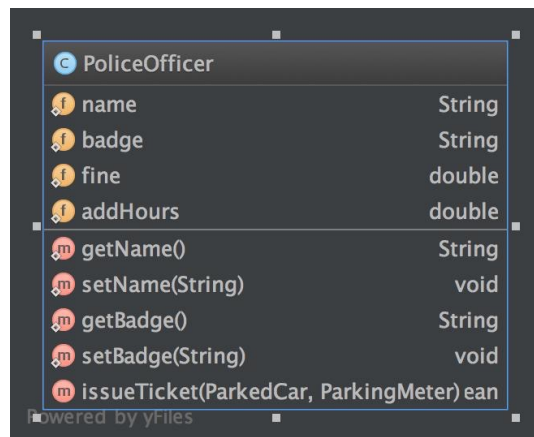 C PoliceOfficer
f name String
f badge String
f fine double
f addHours double
m getName() String
m setName(String) void
m getBadge() String
m setBadge(String) void
m issueTicket(ParkedCar, ParkingMeter) ean
Powered by yFiles